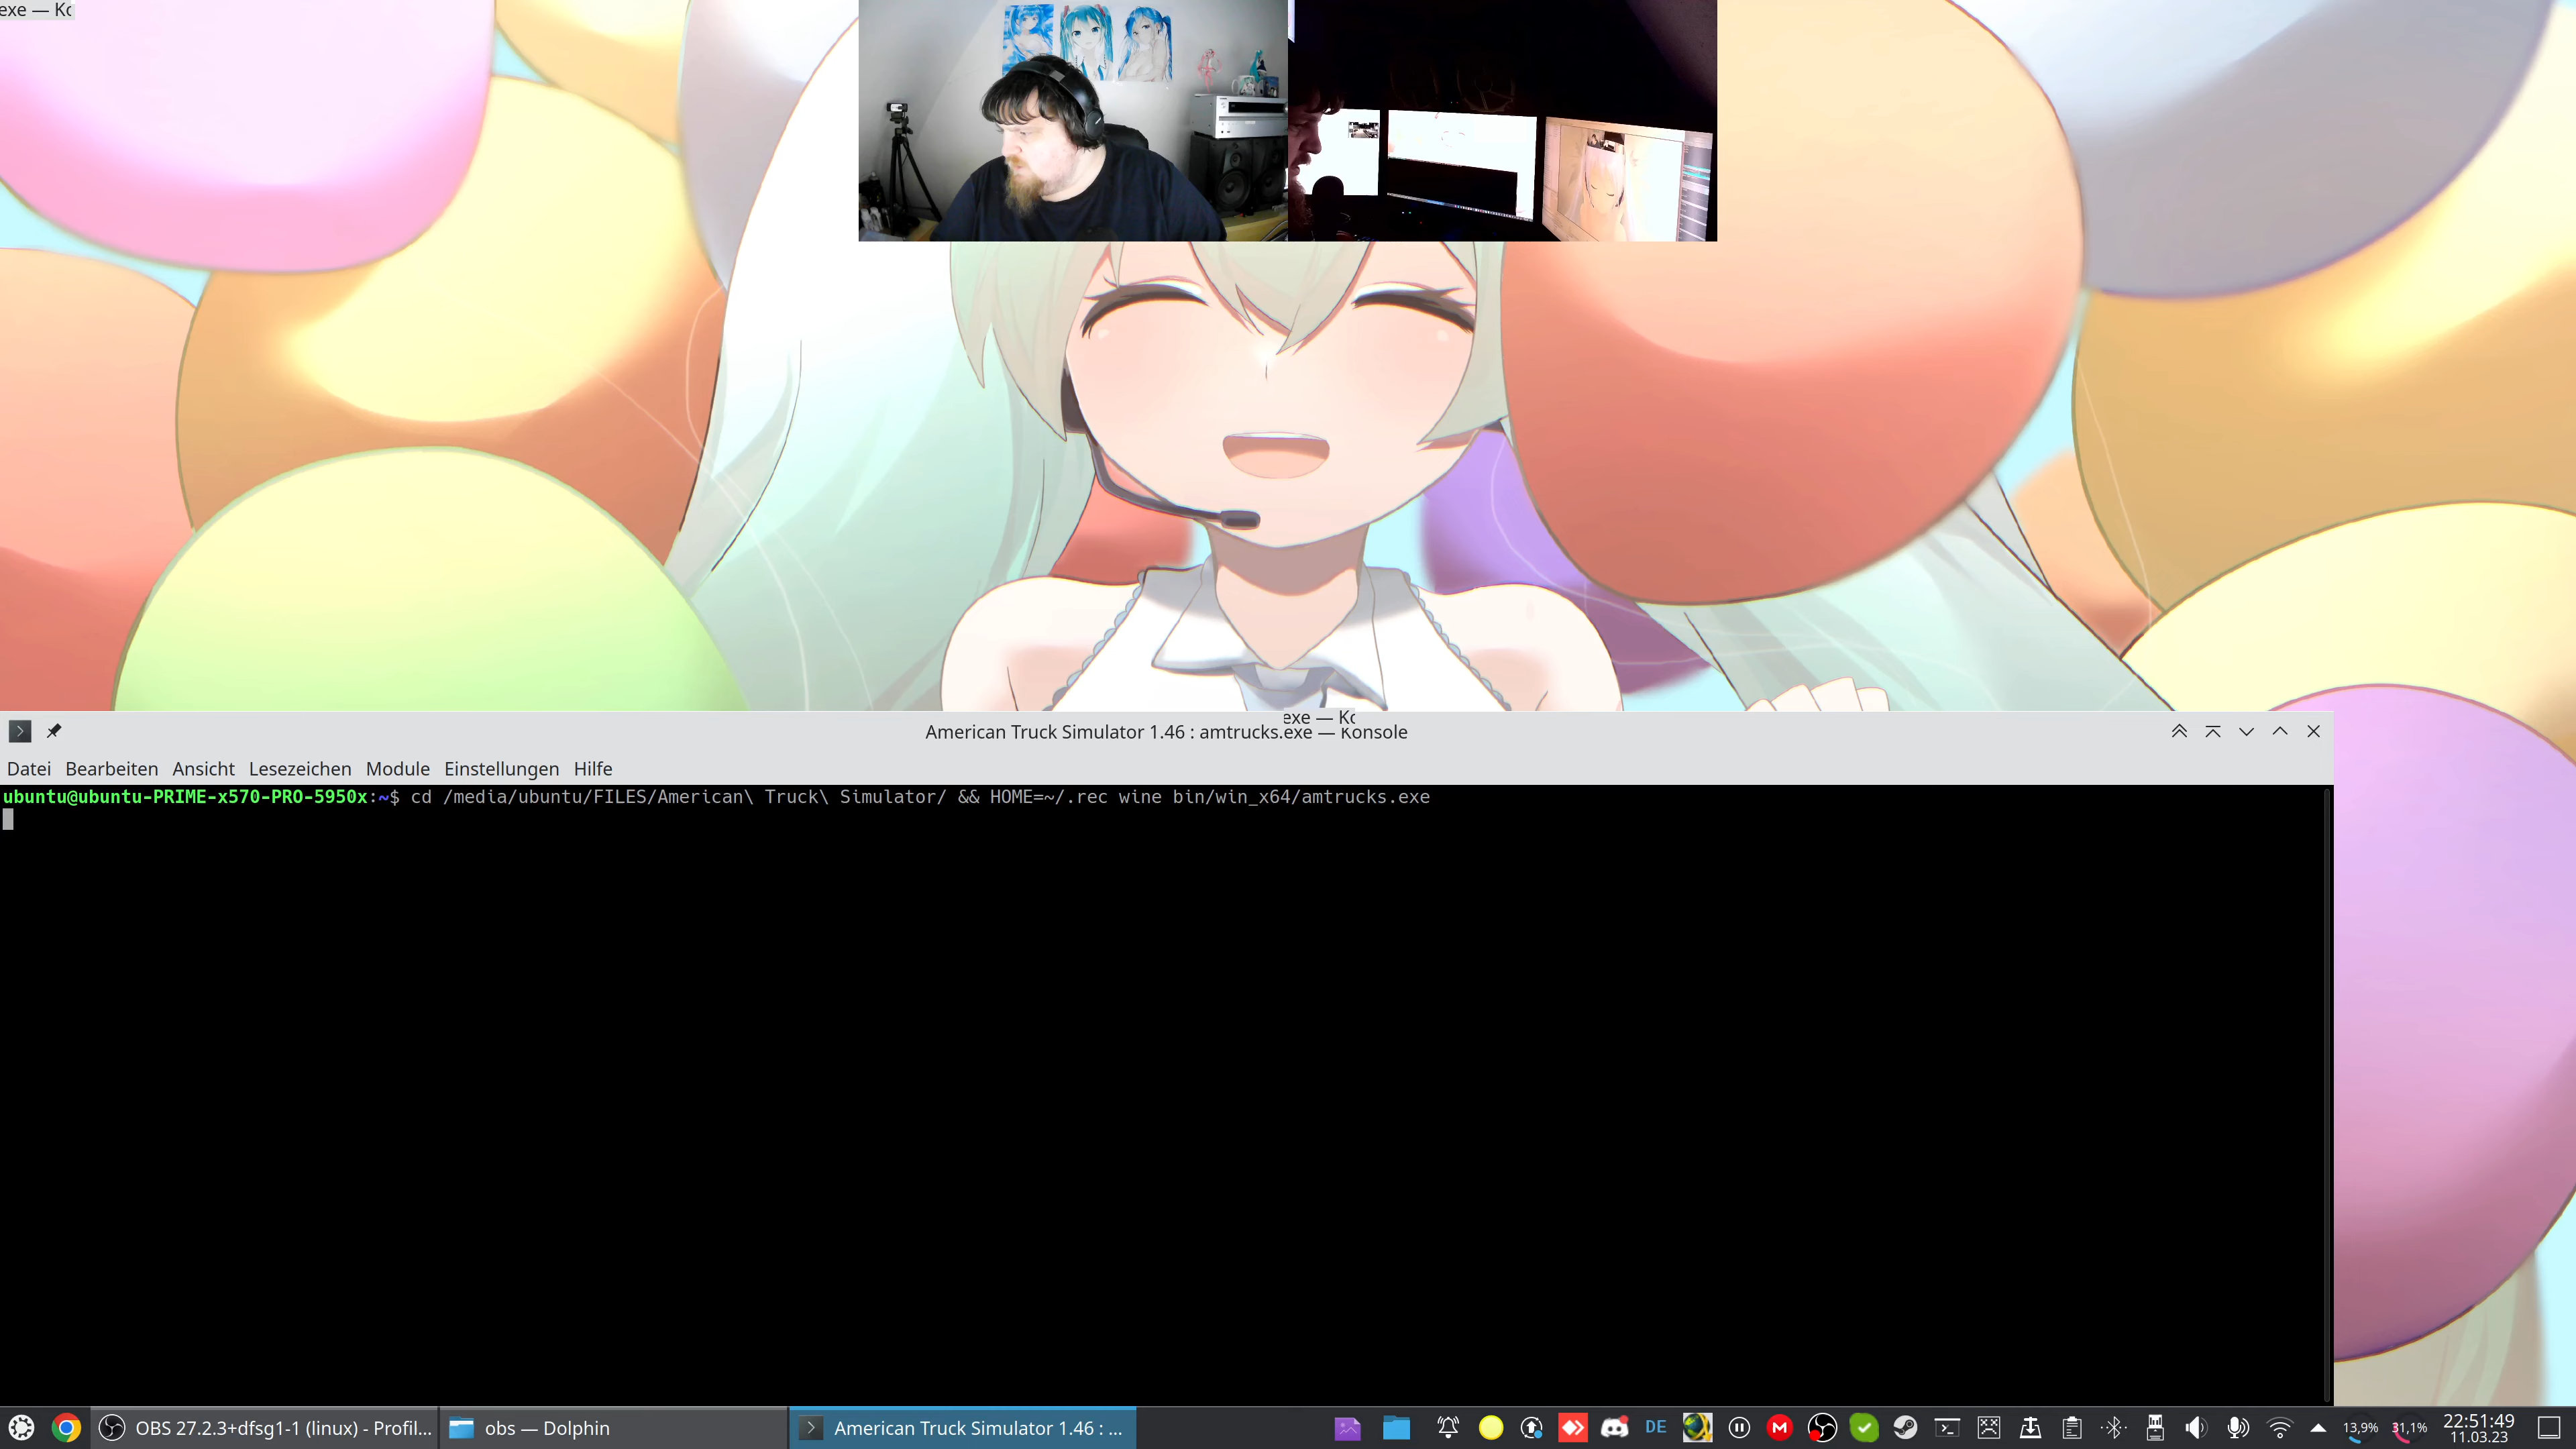 exe — Kc
exe — Kc
American Truck Simulator 1.46 : amtrucks.exe — Konsole
Datei Bearbeiten Ansicht Lesezeichen Module Einstellungen Hilfe
ubuntu@ubuntu-PRIME-x570-PRO-5950x:~$ cd /media/ubuntu/FILES/American\ Truck\ Simulator/ && HOME=~/.rec wine bin/win_x64/amtrucks.exe
OBS 27.2.3+dfsg1-1 (linux) - Profil... obs — Dolphin American Truck Simulator 1.46 : ... DE 13,9% 31,1% 22:51:49
11.03.23